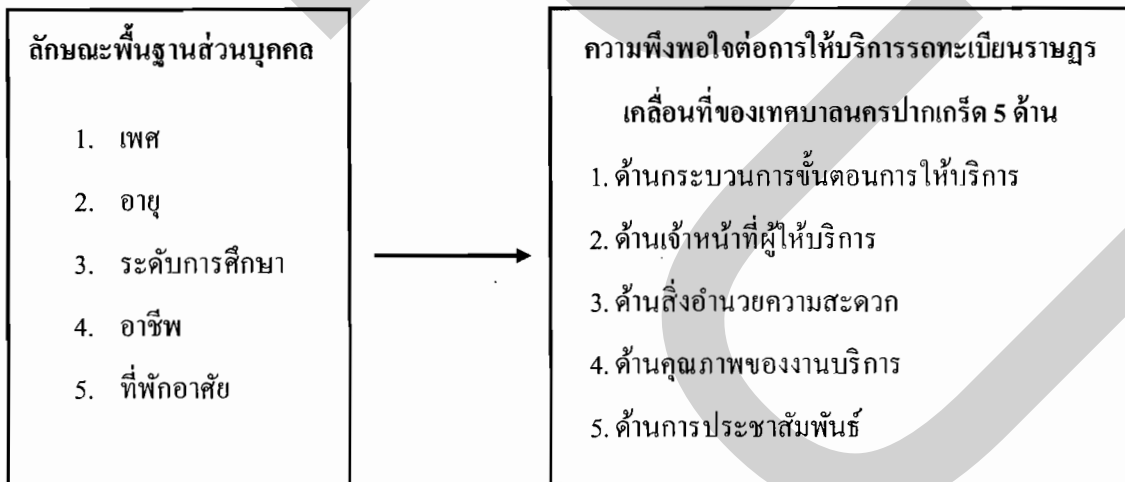 ลักษณะพื้นฐานส่วนบุคคล
1. เพศ
2. อายุ
3. ระดับการศึกษา
4. อาชีพ
5. ที่พักอาศัย
ความพึงพอใจต่อการให้บริการรถทะเบียนราษฎร
เคลื่อนที่ของเทศบาลนครปากเกร็ด 5 ด้าน
1. ด้านกระบวนการขั้นตอนการให้บริการ
2. ด้านเจ้าหน้าที่ผู้ให้บริการ
3. ด้านสิ่งอำนวยความสะดวก
4. ด้านคุณภาพของงานบริการ
5. ด้านการประชาสัมพันธ์